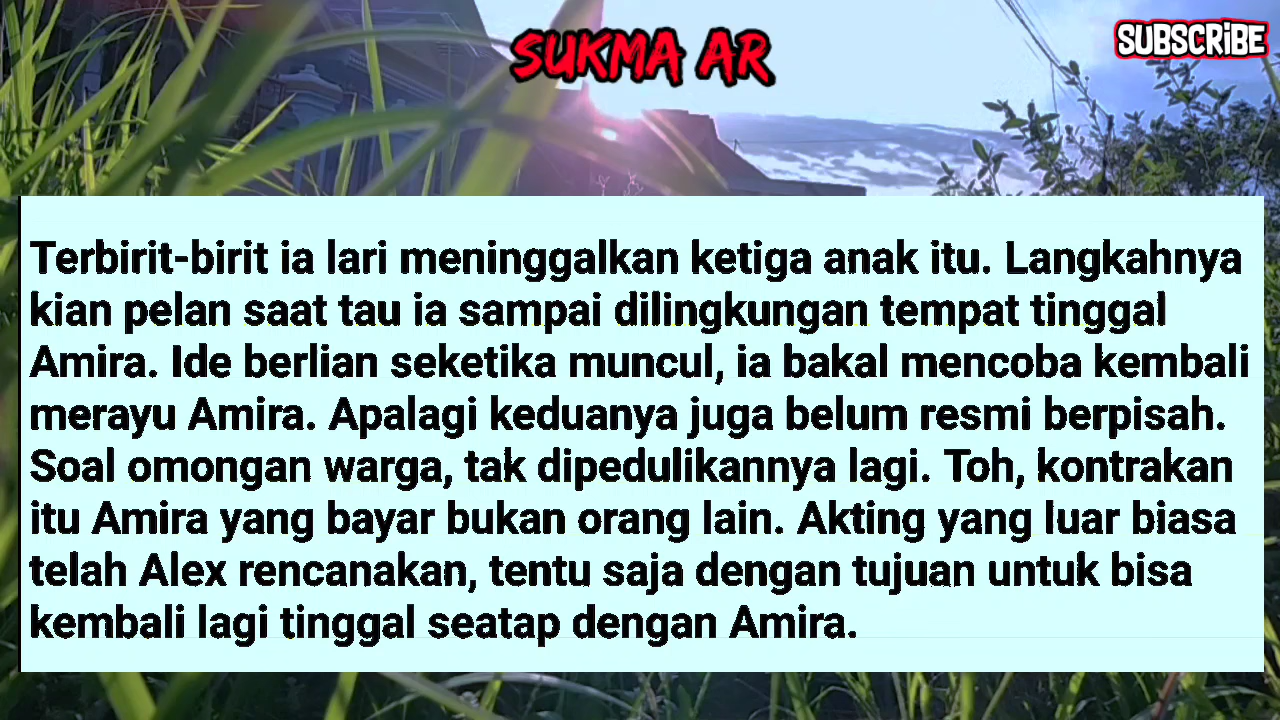 SUKMA AR
SUBSCRIBE
Terbirit-birit ia lari meninggalkan ketiga anak itu. Langkahnya
kian pelan saat tau ia sampai dilingkungan tempat tinggal
Amira. Ide berlian seketika muncul, ia bakal mencoba kembali
merayu Amira. Apalagi keduanya juga belum resmi berpisah.
Soal omongan warga, tak dipedulikannya lagi. Toh, kontrakan
itu Amira yang bayar bukan orang lain. Akting yang luar biasa
telah Alex rencanakan, tentu saja dengan tujuan untuk bisa
kembali lagi tinggal seatap dengan Amira.